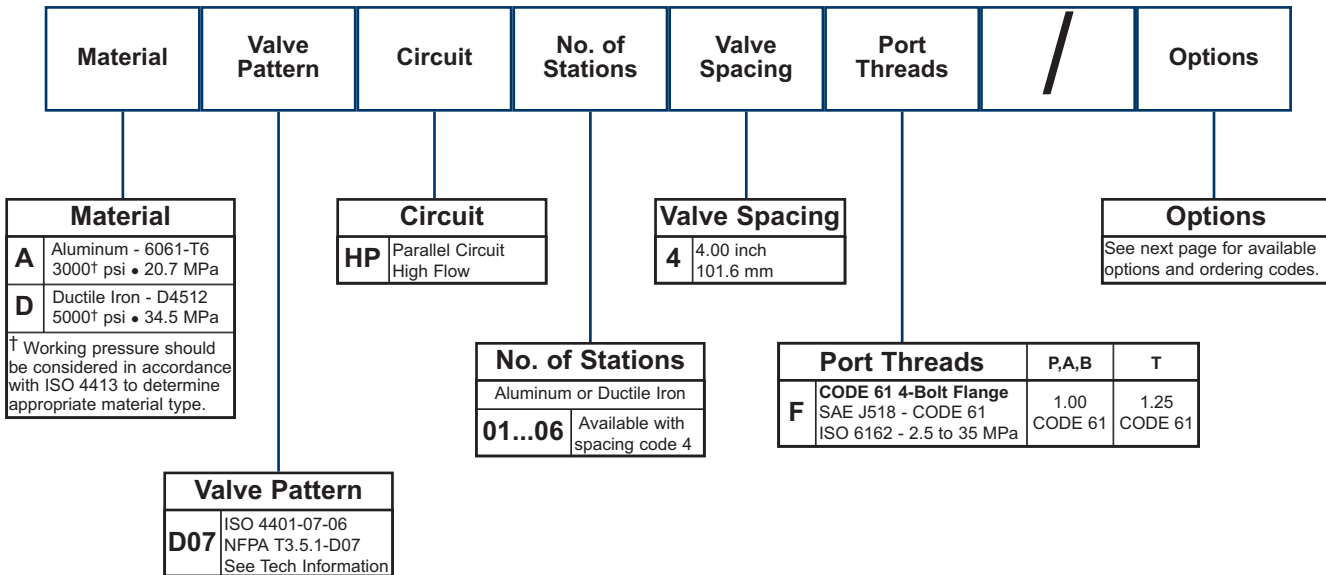 Material
Valve
Pattern
Circuit
No. of
Stations
Valve
Spacing
Port
Threads
/
Options
Material
A
Aluminum - 6061-T6
3000† psi • 20.7 MPa
D
Ductile Iron - D4512
5000† psi • 34.5 MPa
† Working pressure should
be considered in accordance
with ISO 4413 to determine
appropriate material type.
Circuit
HP
Parallel Circuit
High Flow
Valve Spacing
4
4.00 inch
101.6 mm
Options
See next page for available
options and ordering codes.
No. of Stations
Aluminum or Ductile Iron
01...06
Available with
spacing code 4
Port Threads
P,A,B
T
F
CODE 61 4-Bolt Flange
SAE J518 - CODE 61
ISO 6162 - 2.5 to 35 MPa
1.00
CODE 61
1.25
CODE 61
Valve Pattern
D07
ISO 4401-07-06
NFPA T3.5.1-D07
See Tech Information